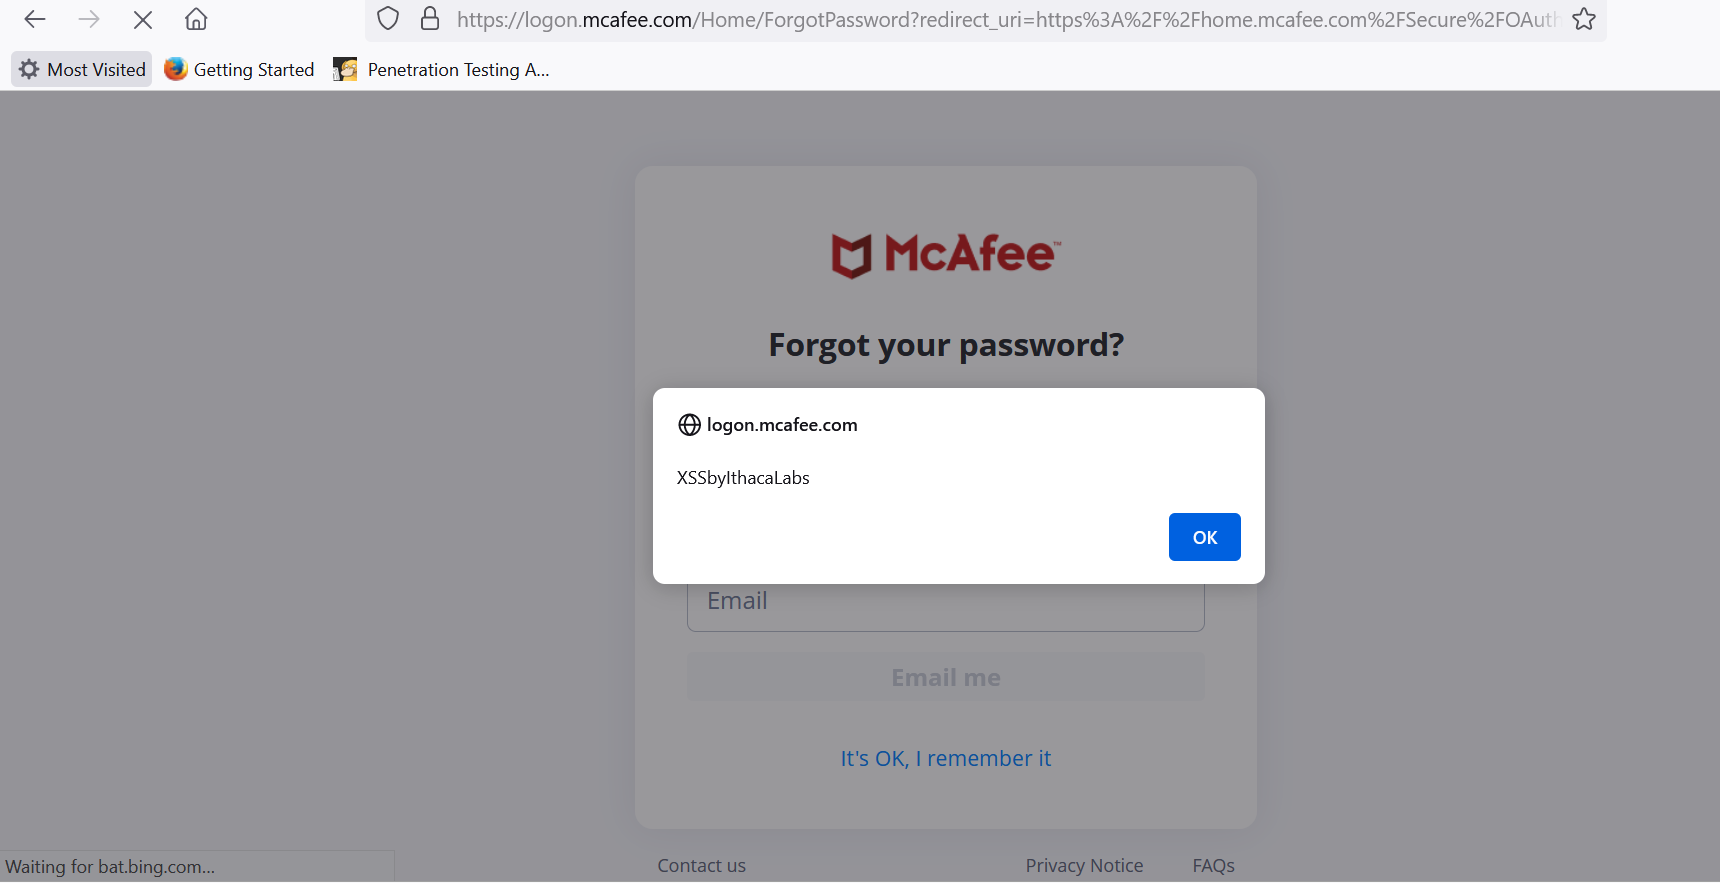 https://logon.mcafee.com/Home/ForgotPassword?redirect_uri=https%3A%2F%2Fhome.mcafee.com%2FSecure%2FOAuth
Most Visited Getting Started Penetration Testing A...
McAfee™
Forgot your password?
logon.mcafee.com
XSSbyIthacaLabs
OK
Email
Email me
It's OK, I remember it
Waiting for bat.bing.com...
Contact us Privacy Notice FAQs